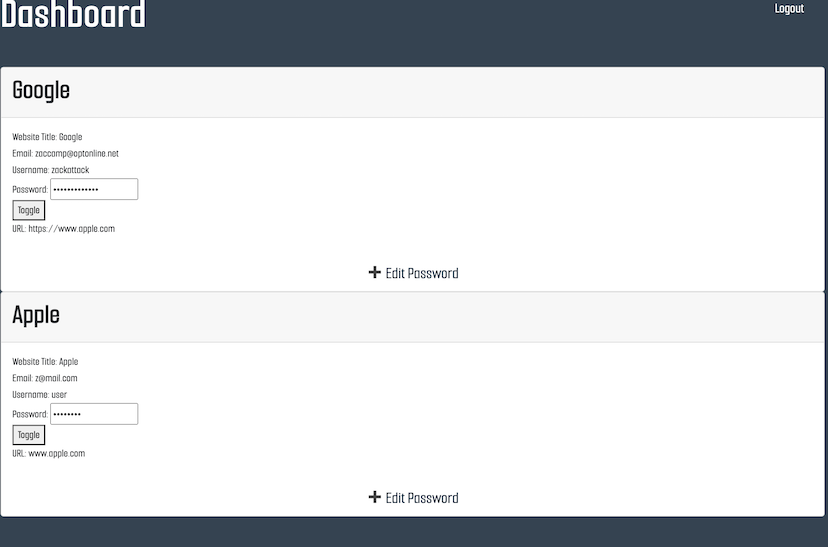 Dashboard
Logout
Google
Website Title: Google
Email: zaccamp@optonline.net
Username: zackattack
Password: •••••••••••••
Toggle
URL: https://www.apple.com
+ Edit Password
Apple
Website Title: Apple
Email: z@mail.com
Username: user
Password: ••••••••
Toggle
URL: www.apple.com
+ Edit Password